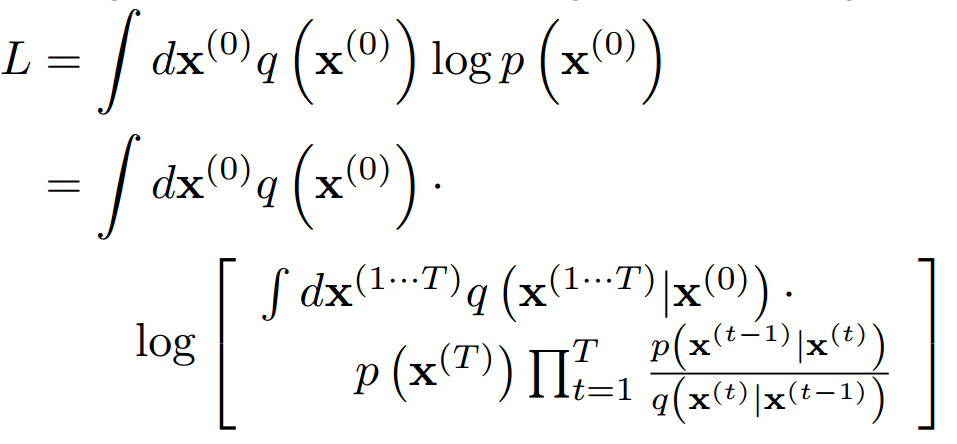 L = ∫ d𝐱^(0) q (𝐱^(0)) log p (𝐱^(0))
= ∫ d𝐱^(0) q (𝐱^(0)) ·
log [ ∫ d𝐱^(1⋯T) q (𝐱^(1⋯T) | 𝐱^(0)) ·
p (𝐱^(T)) ∏_{t=1}^{T} p(𝐱^(t−1) | 𝐱^(t)) / q(𝐱^(t) | 𝐱^(t−1)) ]